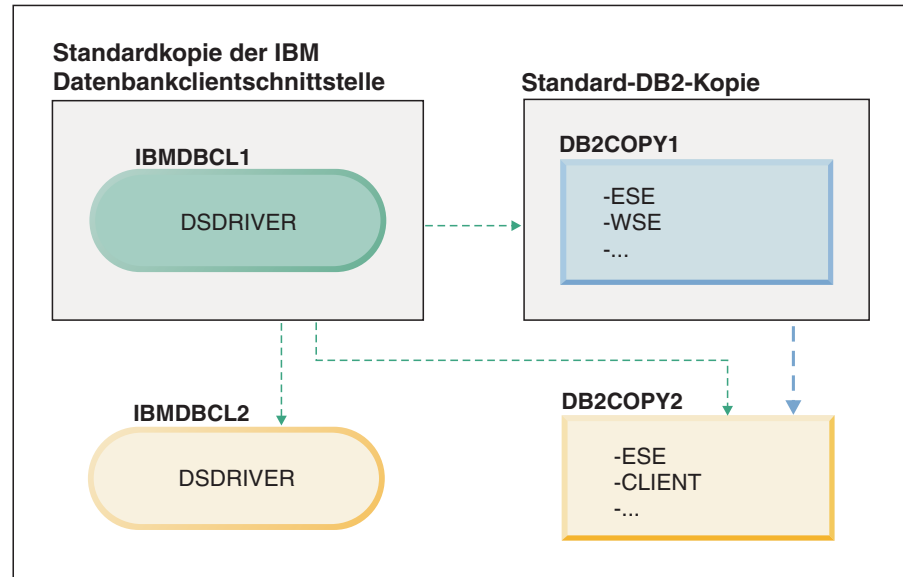 Standardkopie der IBM
Datenbankclientschnittstelle
IBMDBCL1
DSDRIVER
Standard-DB2-Kopie
DB2COPY1
-ESE
-WSE
-...
IBMDBCL2
DSDRIVER
DB2COPY2
-ESE
-CLIENT
-...